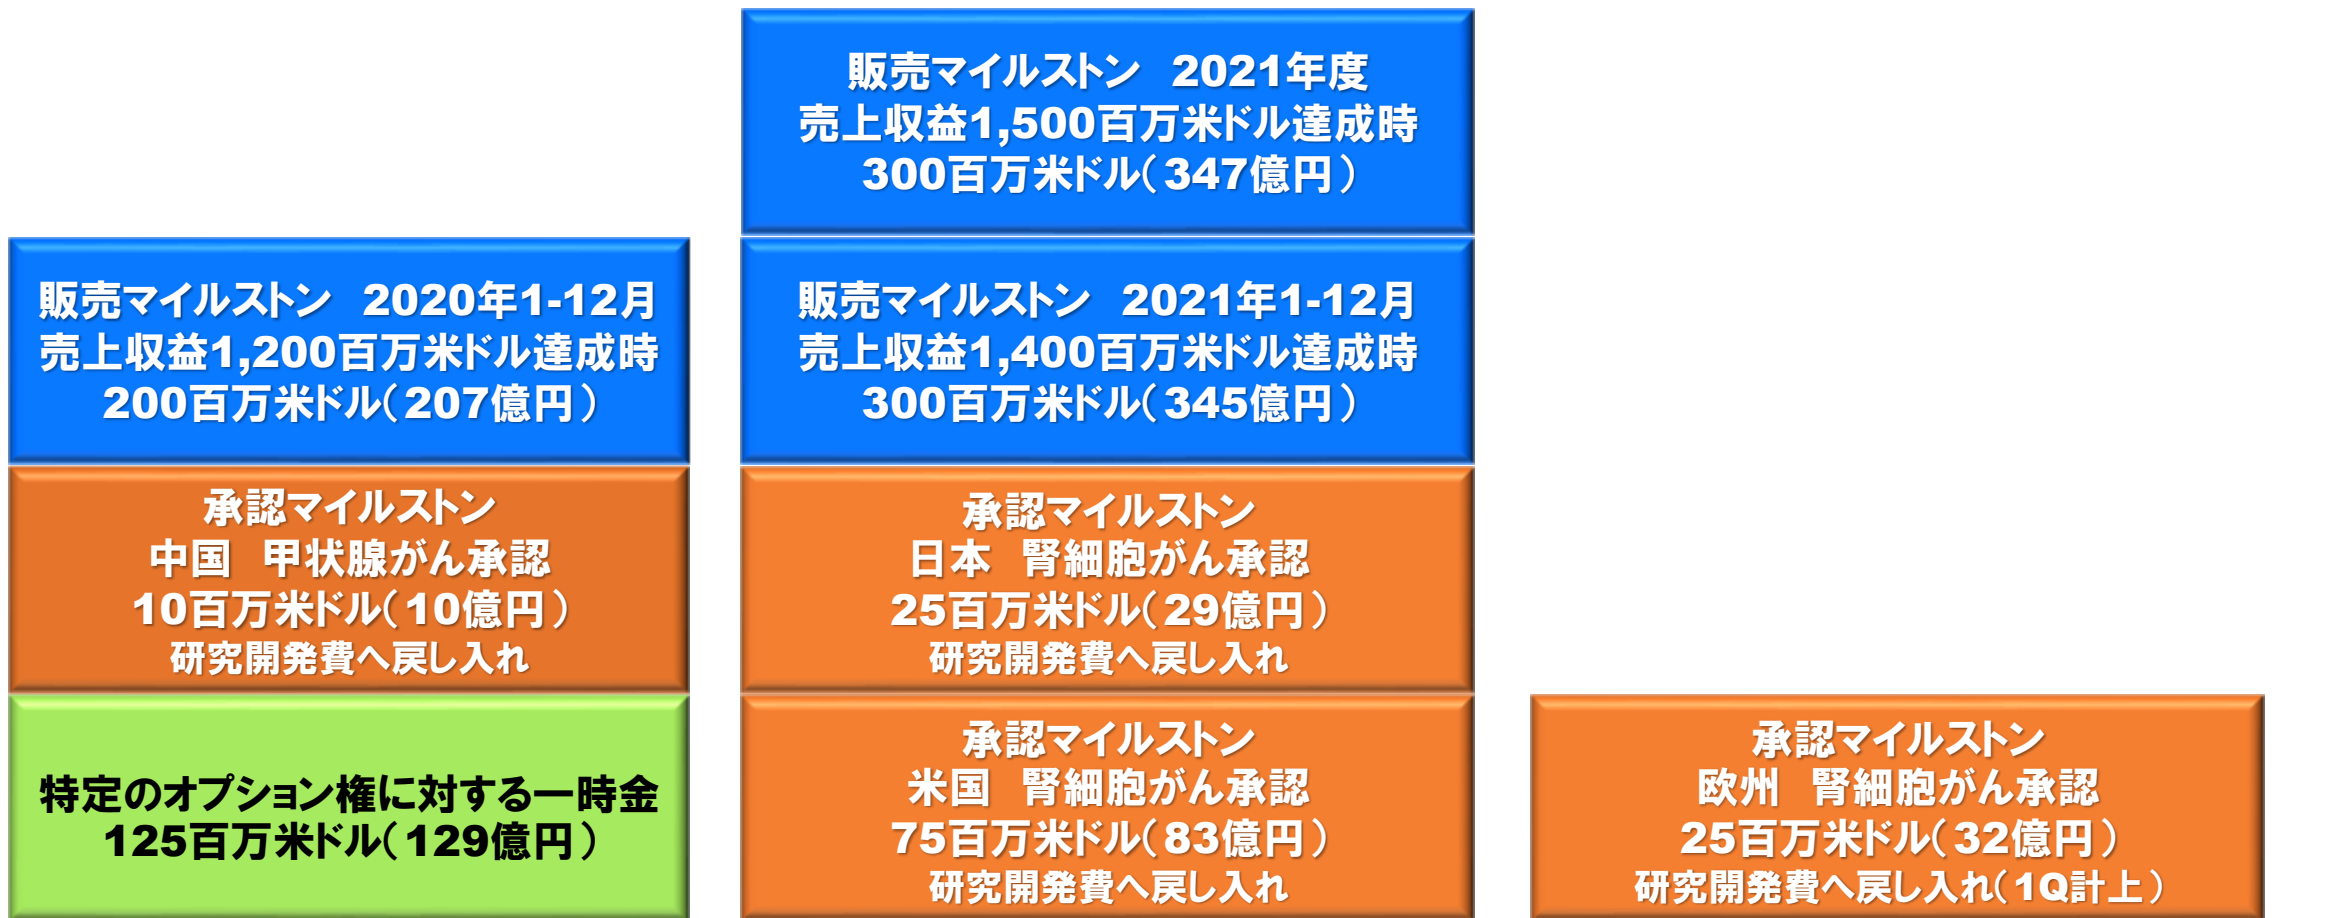 販売マイルストン　2021年度
売上収益1,500百万米ドル達成時
300百万米ドル（347億円）
販売マイルストン　2020年1-12月
売上収益1,200百万米ドル達成時
200百万米ドル（207億円）
販売マイルストン　2021年1-12月
売上収益1,400百万米ドル達成時
300百万米ドル（345億円）
承認マイルストン
中国　甲状腺がん承認
10百万米ドル（10億円）
研究開発費へ戻し入れ
承認マイルストン
日本　腎細胞がん承認
25百万米ドル（29億円）
研究開発費へ戻し入れ
特定のオプション権に対する一時金
125百万米ドル（129億円）
承認マイルストン
米国　腎細胞がん承認
75百万米ドル（83億円）
研究開発費へ戻し入れ
承認マイルストン
欧州　腎細胞がん承認
25百万米ドル（32億円）
研究開発費へ戻し入れ（1Q計上）